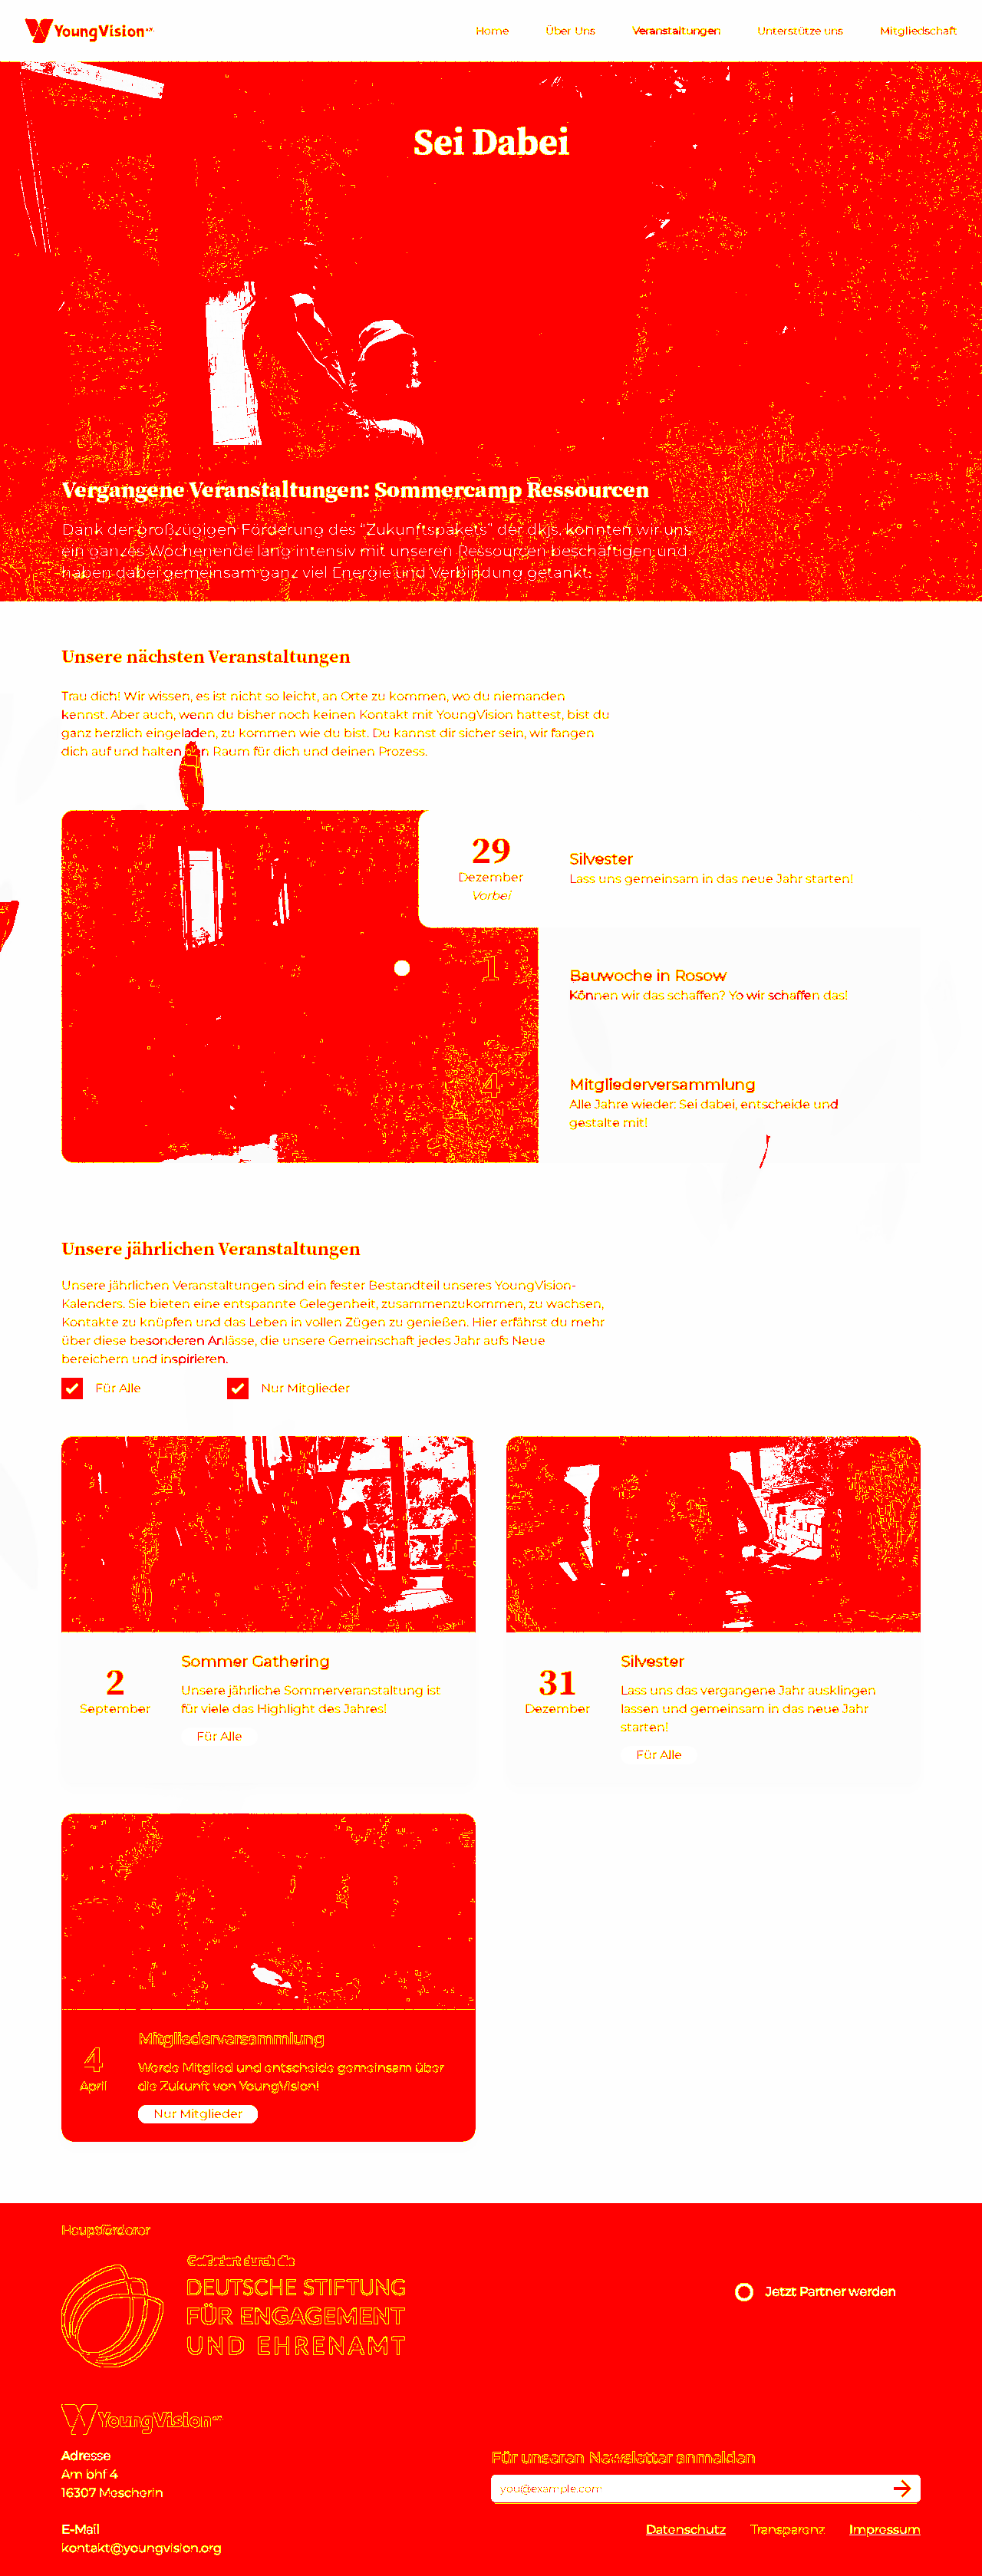 YoungVision e.V.
Home Über Uns Veranstaltungen Unterstütze uns Mitgliedschaft
Sei Dabei
Vergangene Veranstaltungen: Sommercamp Ressourcen
Dank der großzügigen Förderung des "Zukunftspakets" der dkjs, konnten wir uns
ein ganzes Wochenende lang intensiv mit unseren Ressourcen beschäftigen und
haben dabei gemeinsam ganz viel Energie und Verbindung getankt.
Unsere nächsten Veranstaltungen
Trau dich! Wir wissen, es ist nicht so leicht, an Orte zu kommen, wo du niemanden
kennst. Aber auch, wenn du bisher noch keinen Kontakt mit YoungVision hattest, bist du
ganz herzlich eingeladen, zu kommen wie du bist. Du kannst dir sicher sein, wir fangen
dich auf und halten den Raum für dich und deinen Prozess.
29
Dezember
Vorbei
Silvester
Lass uns gemeinsam in das neue Jahr starten!
1
Bauwoche in Rosow
Können wir das schaffen? Yo wir schaffen das!
4
Mitgliederversammlung
Alle Jahre wieder: Sei dabei, entscheide und
gestalte mit!
Unsere jährlichen Veranstaltungen
Unsere jährlichen Veranstaltungen sind ein fester Bestandteil unseres YoungVision-
Kalenders. Sie bieten eine entspannte Gelegenheit, zusammenzukommen, zu wachsen,
Kontakte zu knüpfen und das Leben in vollen Zügen zu genießen. Hier erfährst du mehr
über diese besonderen Anlässe, die unsere Gemeinschaft jedes Jahr aufs Neue
bereichern und inspirieren.
Für Alle
Nur Mitglieder
2
September
Sommer Gathering
Unsere jährliche Sommerveranstaltung ist
für viele das Highlight des Jahres!
Für Alle
31
Dezember
Silvester
Lass uns das vergangene Jahr ausklingen
lassen und gemeinsam in das neue Jahr
starten!
Für Alle
4
April
Mitgliederversammlung
Werde Mitglied und entscheide gemeinsam über
die Zukunft von YoungVision!
Nur Mitglieder
Hauptförderer
Gefördert durch die
DEUTSCHE STIFTUNG
FÜR ENGAGEMENT
UND EHRENAMT
Jetzt Partner werden
YoungVision e.V.
Adresse
Am bhf 4
16307 Mescherin
E-Mail
kontakt@youngvision.org
Für unseren Newsletter anmelden
you@example.com
Datenschutz Transparenz Impressum